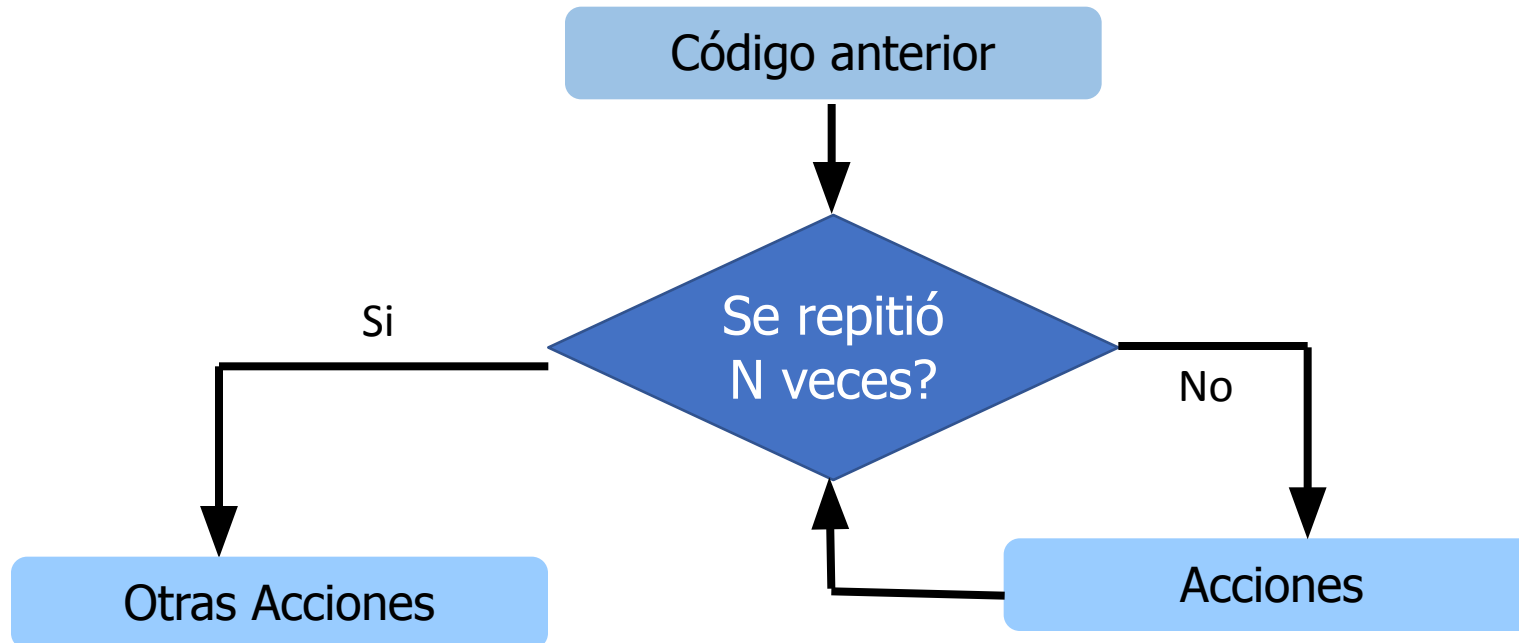 Código anterior
Si
Se repitió
N veces?
No
Otras Acciones
Acciones